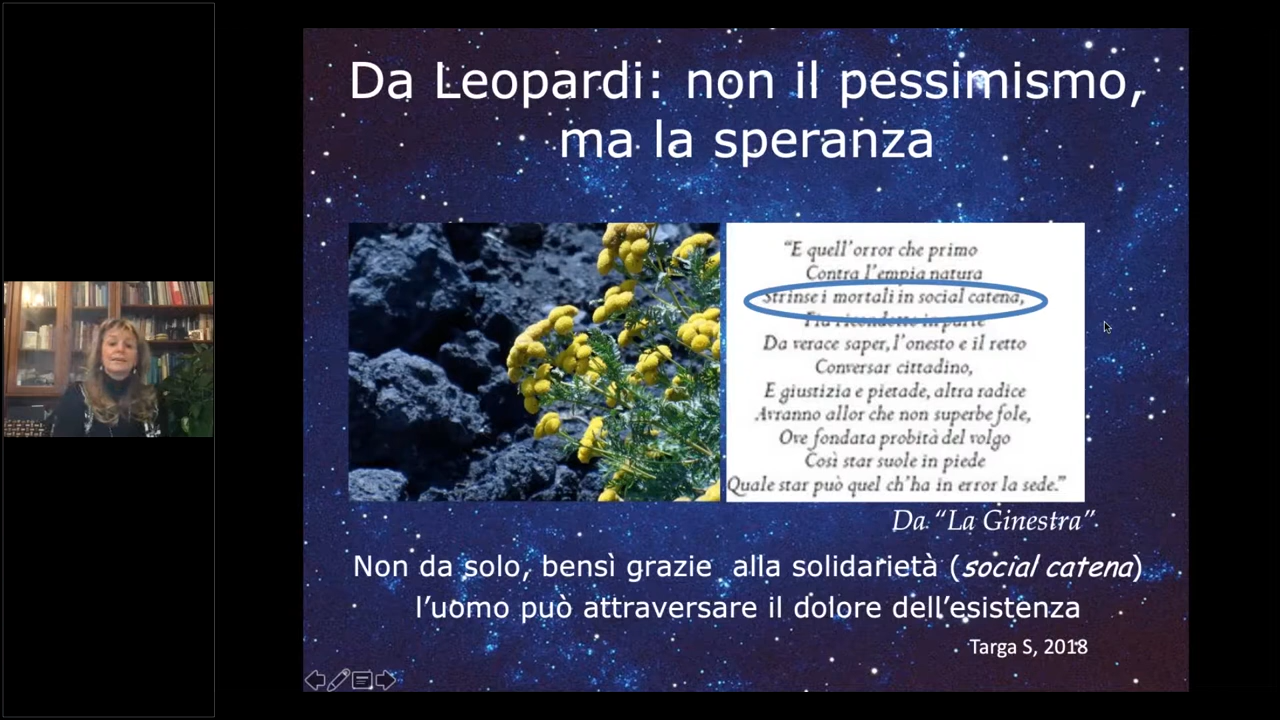 Da Leopardi: non il pessimismo,
ma la speranza
“E quell’orror che primo
Contra l’empia natura
Strinse i mortali in social catena,
Fia ricondotto in parte
Da verace saper, l’onesto e il retto
Conversar cittadino,
E giustizia e pietade, altra radice
Avranno allor che non superbe fole,
Ove fondata probità del volgo
Così star suole in piede
Quale star può quel ch’ha in error la sede.”
Da “La Ginestra”
Non da solo, bensì grazie alla solidarietà (social catena)
l’uomo può attraversare il dolore dell’esistenza
Targa S, 2018